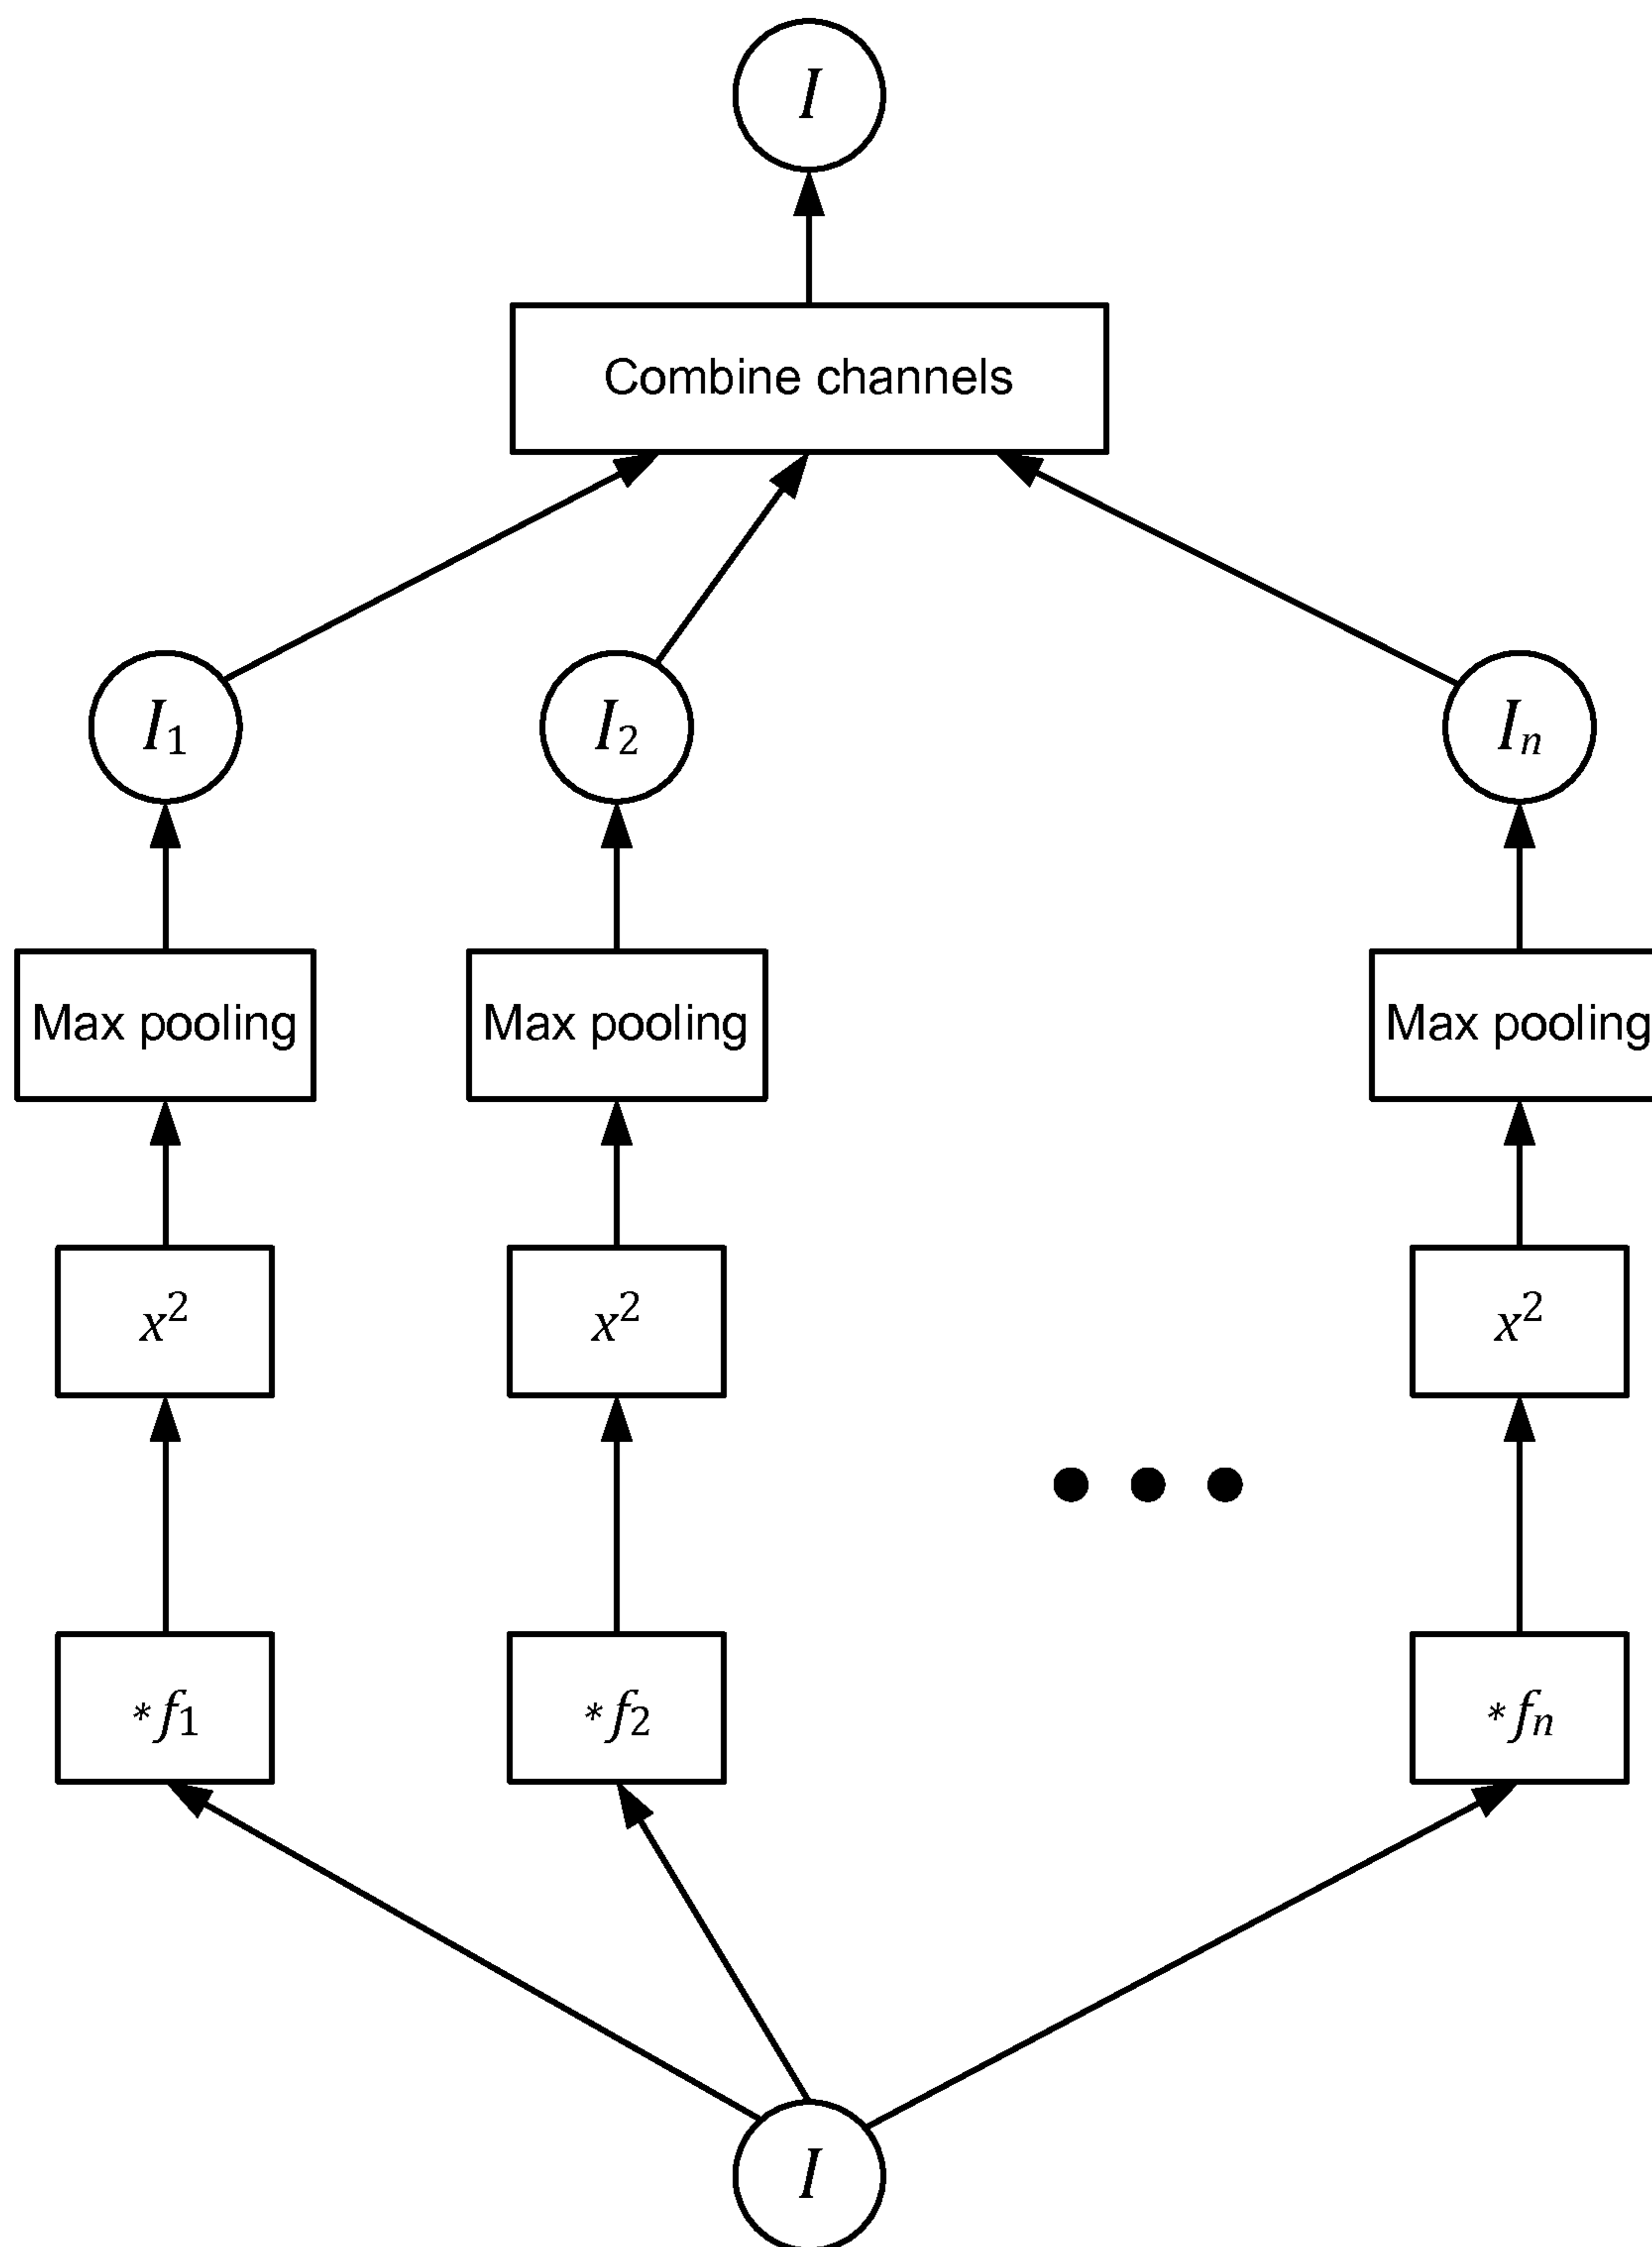 I
Combine channels
I₁ I₂ Iₙ
Max pooling Max pooling Max pooling
x² x² x²
*f₁ *f₂ *fₙ
I